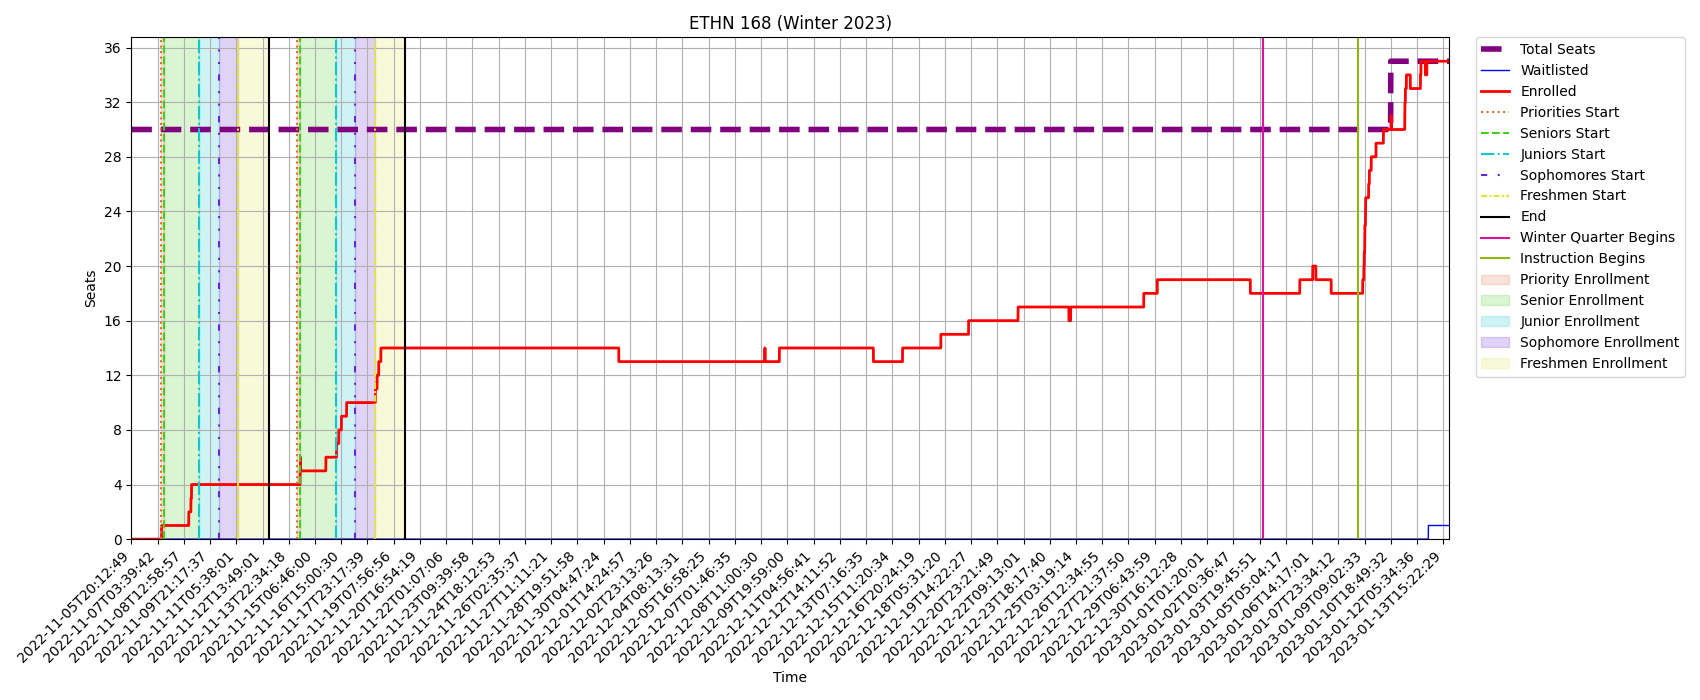 ETHN 168 (Winter 2023)
Seats
36
32
28
24
20
16
12
8
4
0
2022-11-05T20:12:49
2022-11-07T03:39:42
2022-11-08T12:58:57
2022-11-09T21:17:37
2022-11-11T05:38:01
2022-11-12T13:49:01
2022-11-13T22:34:18
2022-11-15T06:46:00
2022-11-16T15:00:30
2022-11-17T23:17:39
2022-11-19T07:56:56
2022-11-20T16:54:19
2022-11-22T01:07:06
2022-11-23T09:39:58
2022-11-24T18:12:53
2022-11-26T02:35:37
2022-11-27T11:11:21
2022-11-28T19:51:58
2022-11-30T04:47:24
2022-12-01T14:24:57
2022-12-02T23:13:26
2022-12-04T08:13:31
2022-12-05T16:58:25
2022-12-07T01:46:35
2022-12-08T11:00:30
2022-12-09T19:59:00
2022-12-11T04:56:41
2022-12-12T14:11:52
2022-12-13T07:16:35
2022-12-15T11:20:34
2022-12-16T20:24:19
2022-12-18T05:31:20
2022-12-19T14:22:27
2022-12-20T23:21:49
2022-12-22T09:13:01
2022-12-23T18:17:40
2022-12-25T03:19:14
2022-12-26T12:34:55
2022-12-27T21:37:50
2022-12-29T06:43:59
2022-12-30T16:12:28
2023-01-01T01:20:01
2023-01-02T10:36:47
2023-01-03T19:45:51
2023-01-05T05:04:17
2023-01-06T14:17:01
2023-01-07T23:34:12
2023-01-09T09:02:33
2023-01-10T18:49:32
2023-01-12T05:34:36
2023-01-13T15:22:29
Time
Total Seats
Waitlisted
Enrolled
Priorities Start
Seniors Start
Juniors Start
Sophomores Start
Freshmen Start
End
Winter Quarter Begins
Instruction Begins
Priority Enrollment
Senior Enrollment
Junior Enrollment
Sophomore Enrollment
Freshmen Enrollment